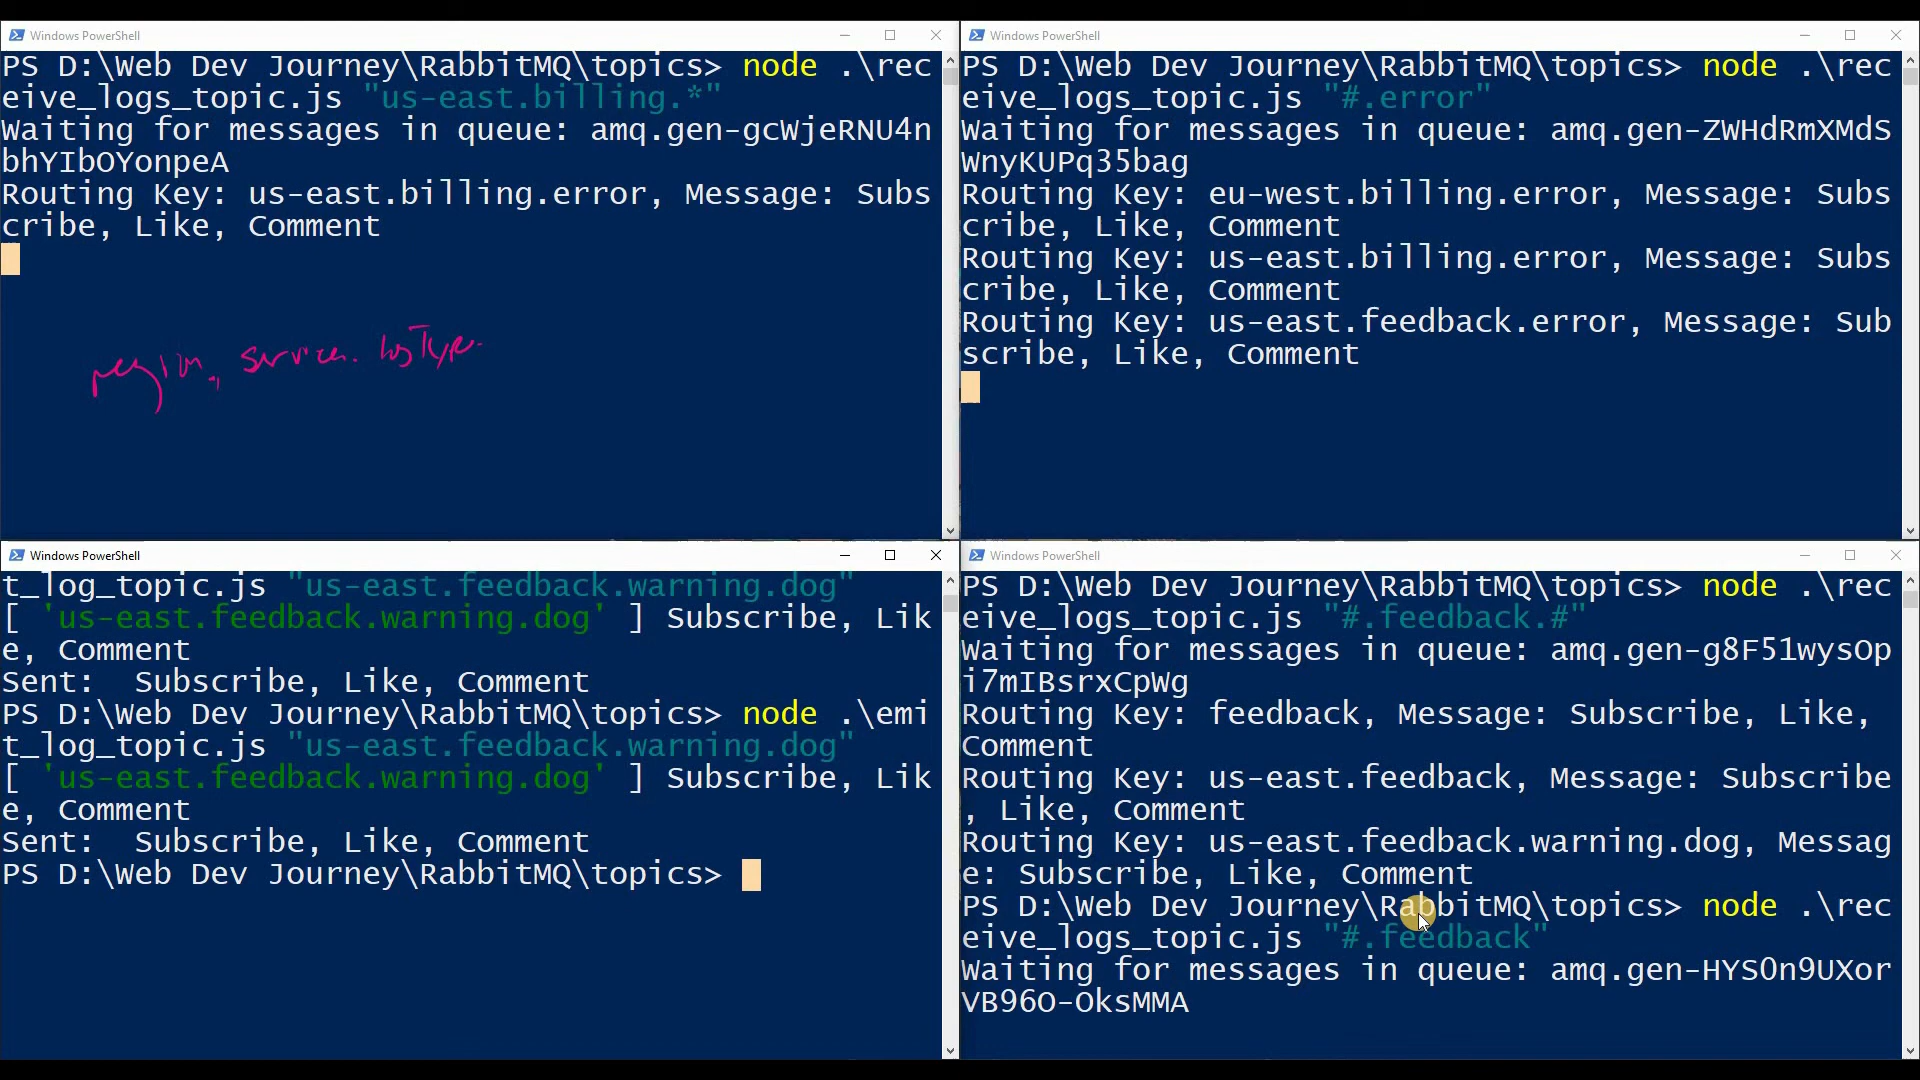 Windows PowerShell
PS D:\Web Dev Journey\RabbitMQ\topics> node .\rec
eive_logs_topic.js "us-east.billing.*"
Waiting for messages in queue: amq.gen-gcWjeRNU4n
bhYIbOYonpeA
Routing Key: us-east.billing.error, Message: Subs
cribe, Like, Comment
region. service. logType.
Windows PowerShell
PS D:\Web Dev Journey\RabbitMQ\topics> node .\rec
eive_logs_topic.js "#.error"
Waiting for messages in queue: amq.gen-ZWHdRmXMdS
WnyKUPq35bag
Routing Key: eu-west.billing.error, Message: Subs
cribe, Like, Comment
Routing Key: us-east.billing.error, Message: Subs
cribe, Like, Comment
Routing Key: us-east.feedback.error, Message: Sub
scribe, Like, Comment
Windows PowerShell
t_log_topic.js "us-east.feedback.warning.dog"
[ 'us-east.feedback.warning.dog' ] Subscribe, Lik
e, Comment
Sent:  Subscribe, Like, Comment
PS D:\Web Dev Journey\RabbitMQ\topics> node .\emi
t_log_topic.js "us-east.feedback.warning.dog"
[ 'us-east.feedback.warning.dog' ] Subscribe, Lik
e, Comment
Sent:  Subscribe, Like, Comment
PS D:\Web Dev Journey\RabbitMQ\topics>
Windows PowerShell
PS D:\Web Dev Journey\RabbitMQ\topics> node .\rec
eive_logs_topic.js "#.feedback.#"
Waiting for messages in queue: amq.gen-g8F51wysOp
i7mIBsrxCpWg
Routing Key: feedback, Message: Subscribe, Like,
Comment
Routing Key: us-east.feedback, Message: Subscribe
, Like, Comment
Routing Key: us-east.feedback.warning.dog, Messag
e: Subscribe, Like, Comment
PS D:\Web Dev Journey\RabbitMQ\topics> node .\rec
eive_logs_topic.js "#.feedback"
Waiting for messages in queue: amq.gen-HYS0n9UXor
VB96O-OksMMA